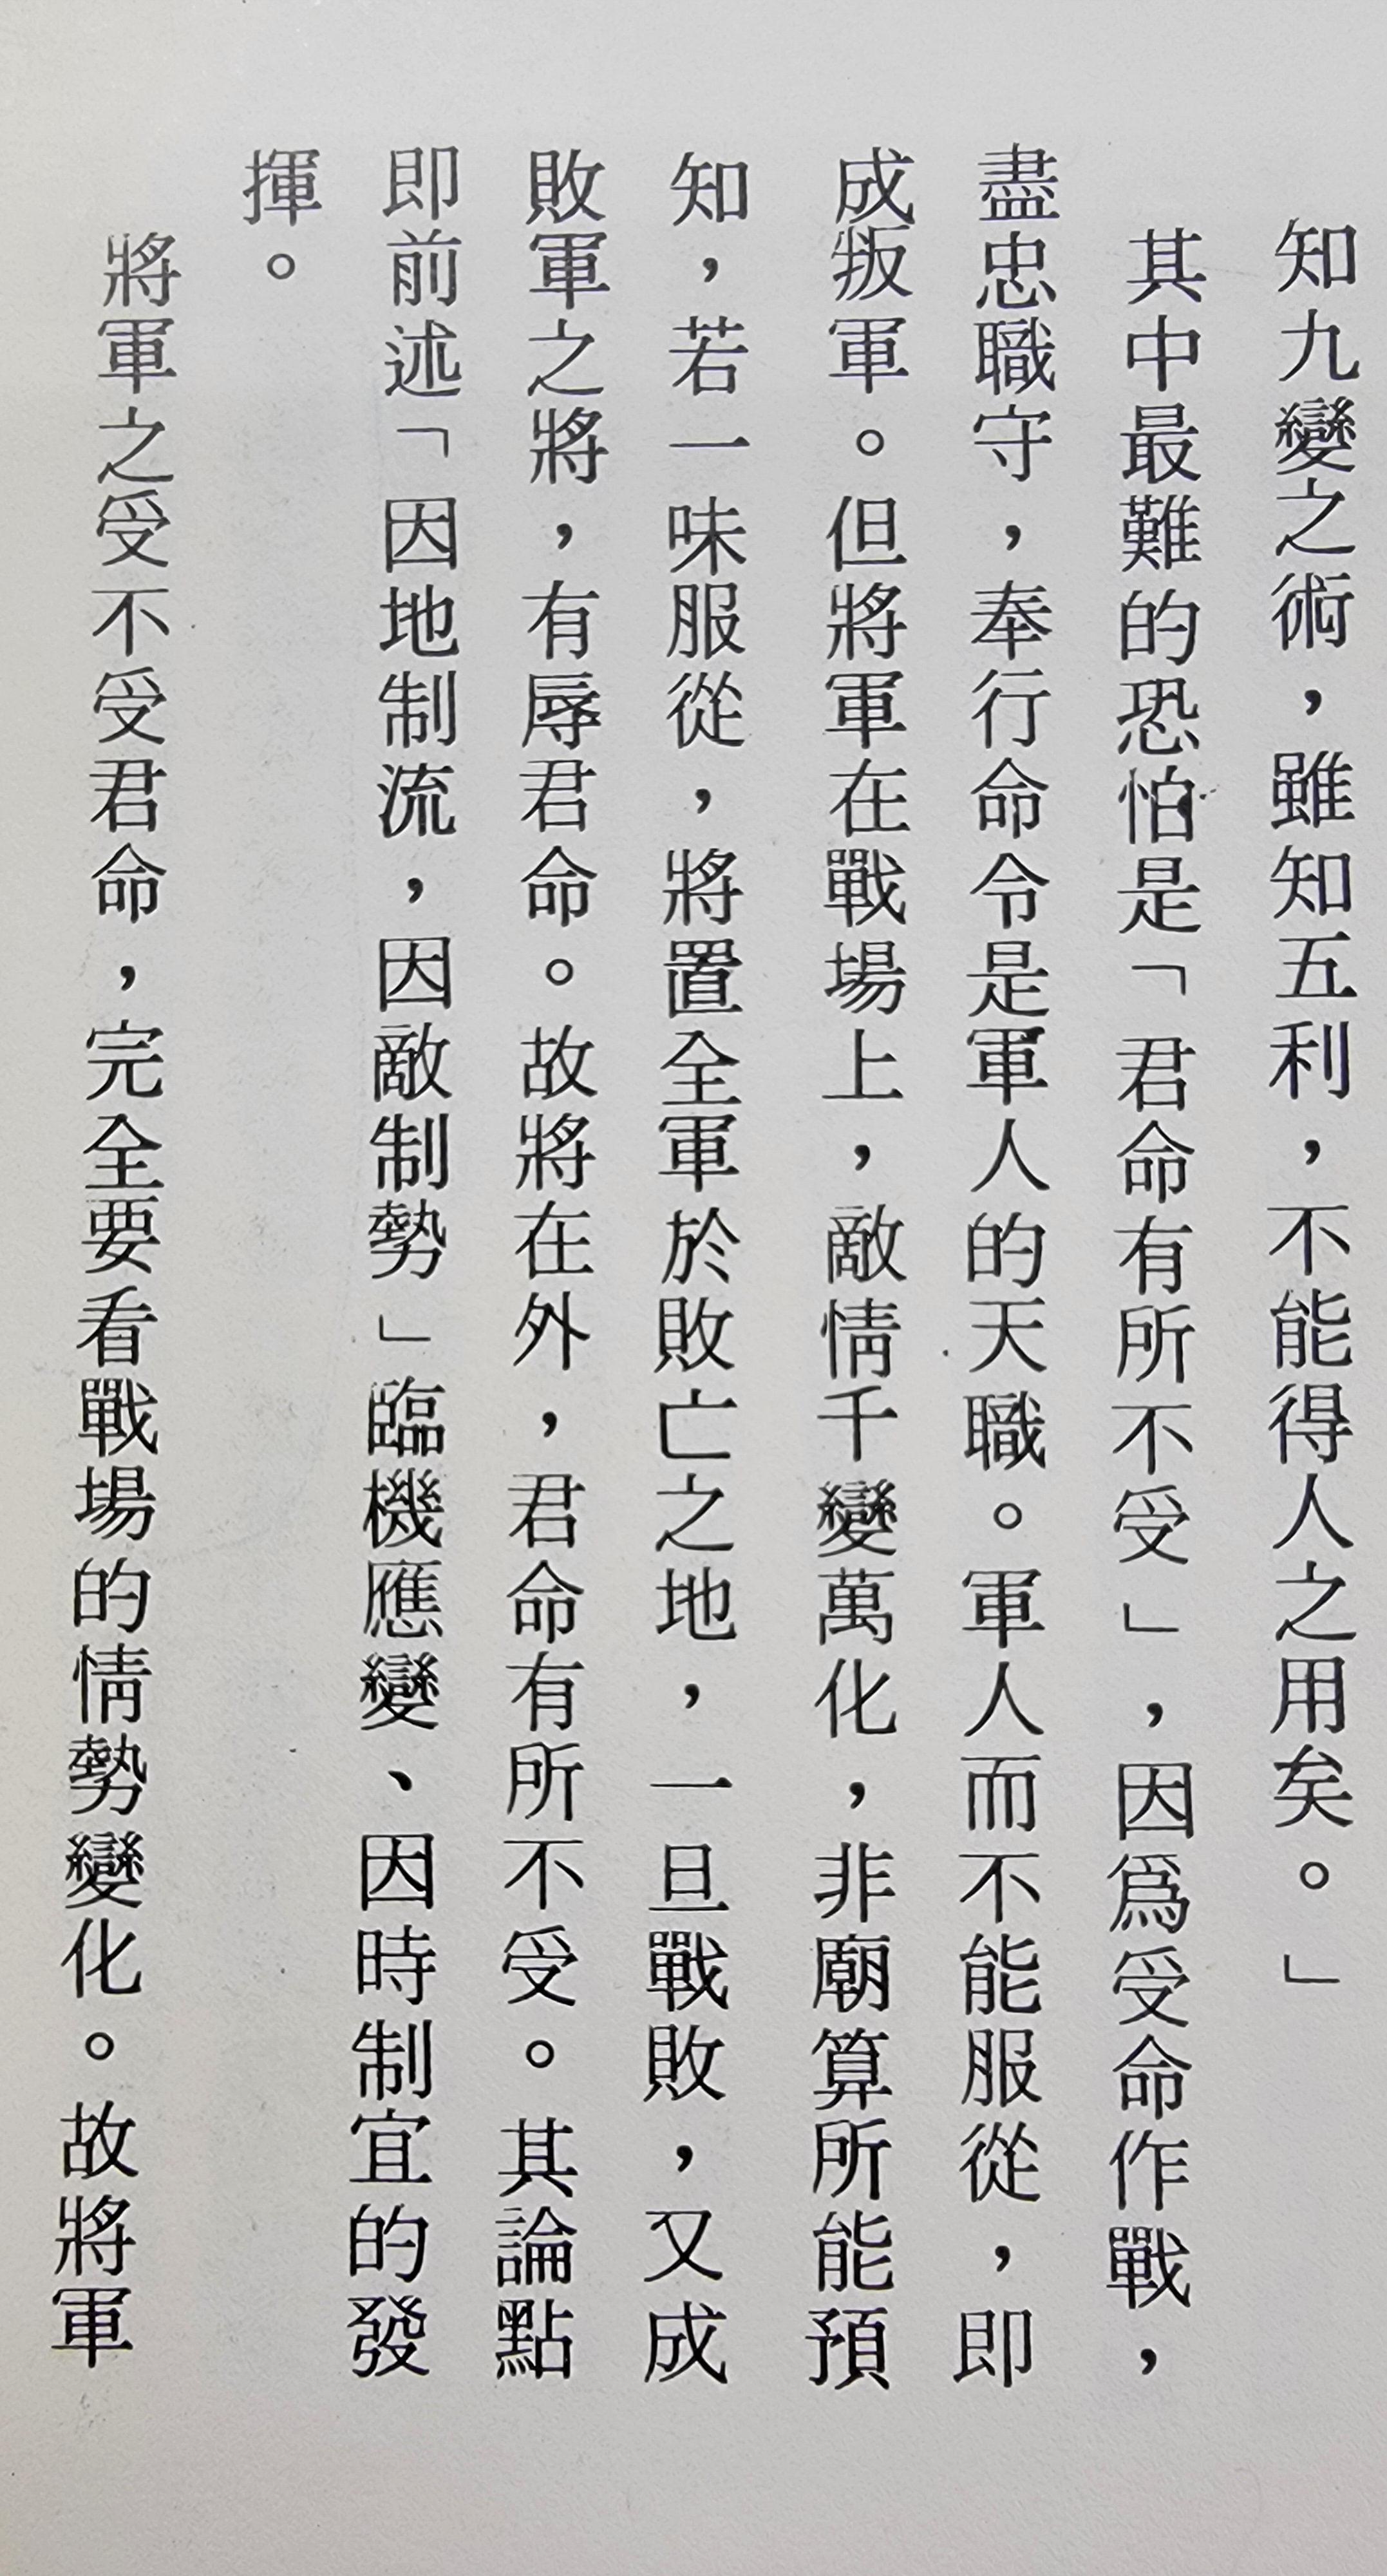 知九變之術，雖知五利，不能得人之用矣。」
其中最難的恐怕是「君命有所不受」，因爲受命作戰，
盡忠職守，奉行命令是軍人的天職。軍人而不能服從，即
成叛軍。但將軍在戰場上，敵情千變萬化，非廟算所能預
知，若一味服從，將置全軍於敗亡之地，一旦戰敗，又成
敗軍之將，有辱君命。故將在外，君命有所不受。其論點
即前述「因地制流，因敵制勢」臨機應變、因時制宜的發
揮。
將軍之受不受君命，完全要看戰場的情勢變化。故將軍